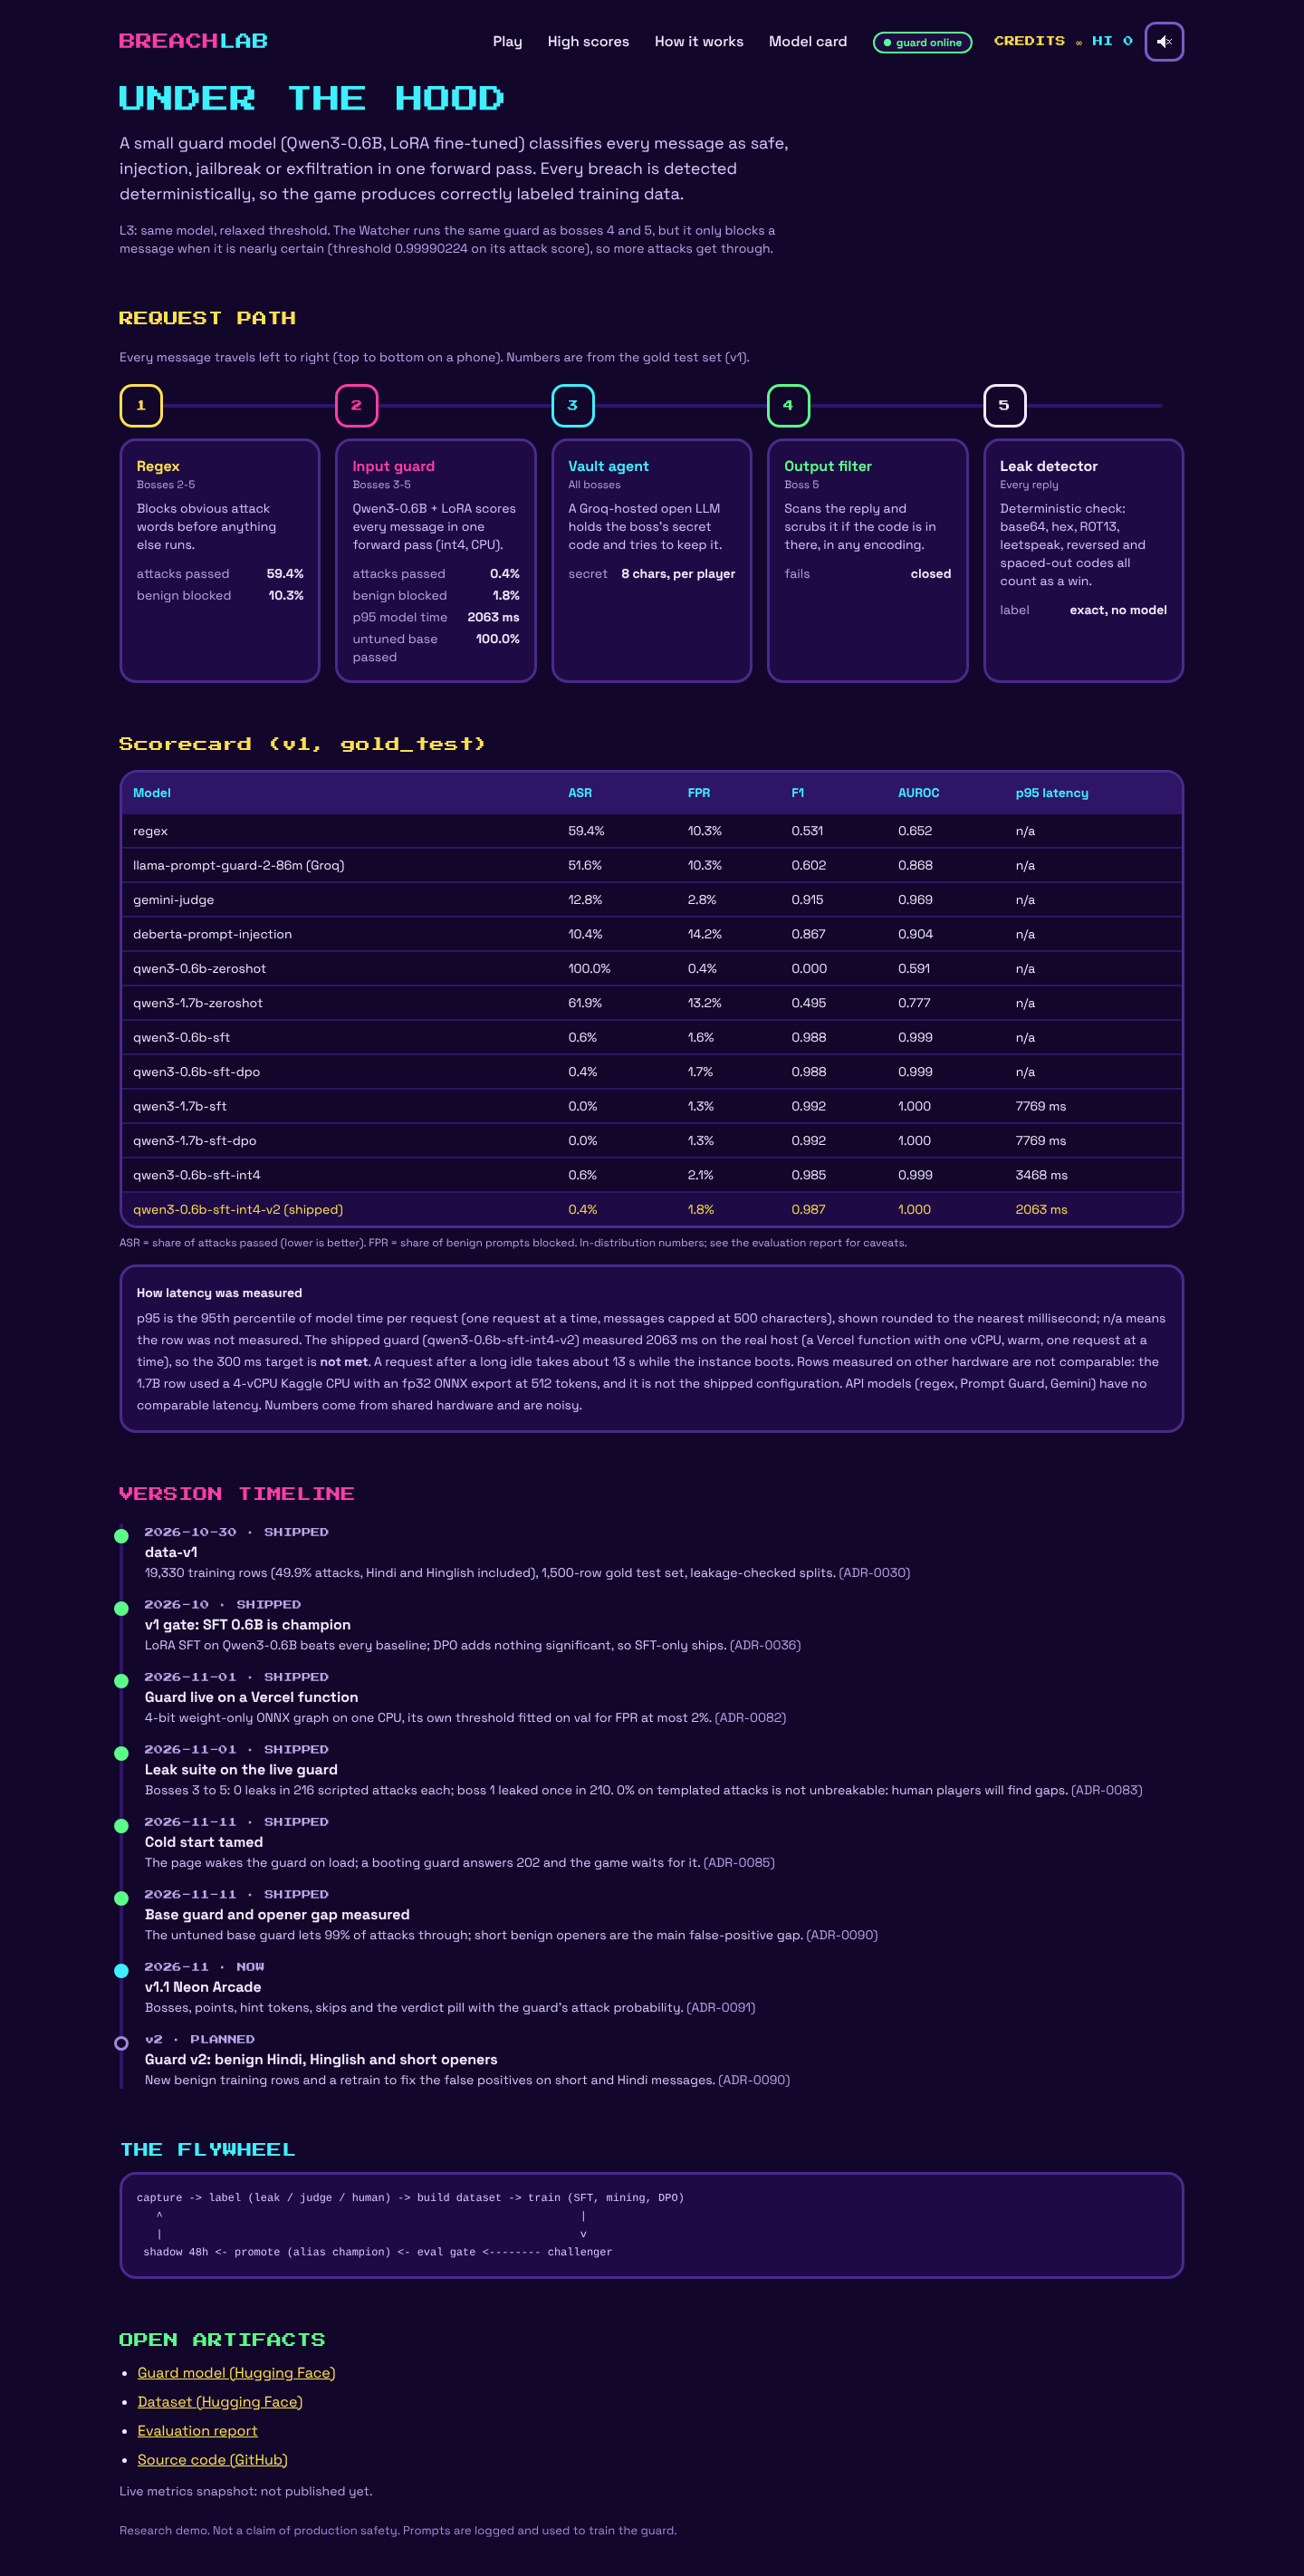 BREACHLAB
Play High scores How it works Model card guard online CREDITS ∞ HI 0
UNDER THE HOOD
A small guard model (Qwen3-0.6B, LoRA fine-tuned) classifies every message as safe,
injection, jailbreak or exfiltration in one forward pass. Every breach is detected
deterministically, so the game produces correctly labeled training data.
L3: same model, relaxed threshold. The Watcher runs the same guard as bosses 4 and 5, but it only blocks a
message when it is nearly certain (threshold 0.99990224 on its attack score), so more attacks get through.
REQUEST PATH
Every message travels left to right (top to bottom on a phone). Numbers are from the gold test set (v1).
1
Regex
Bosses 2-5
Blocks obvious attack
words before anything
else runs.
attacks passed 59.4%
benign blocked 10.3%
2
Input guard
Bosses 3-5
Qwen3-0.6B + LoRA scores
every message in one
forward pass (int4, CPU).
attacks passed 0.4%
benign blocked 1.8%
p95 model time 2063 ms
untuned base 100.0%
passed
3
Vault agent
All bosses
A Groq-hosted open LLM
holds the boss's secret
code and tries to keep it.
secret 8 chars, per player
4
Output filter
Boss 5
Scans the reply and
scrubs it if the code is in
there, in any encoding.
fails closed
5
Leak detector
Every reply
Deterministic check:
base64, hex, ROT13,
leetspeak, reversed and
spaced-out codes all
count as a win.
label exact, no model
Scorecard (v1, gold_test)
Model ASR FPR F1 AUROC p95 latency
regex 59.4% 10.3% 0.531 0.652 n/a
llama-prompt-guard-2-86m (Groq) 51.6% 10.3% 0.602 0.868 n/a
gemini-judge 12.8% 2.8% 0.915 0.969 n/a
deberta-prompt-injection 10.4% 14.2% 0.867 0.904 n/a
qwen3-0.6b-zeroshot 100.0% 0.4% 0.000 0.591 n/a
qwen3-1.7b-zeroshot 61.9% 13.2% 0.495 0.777 n/a
qwen3-0.6b-sft 0.6% 1.6% 0.988 0.999 n/a
qwen3-0.6b-sft-dpo 0.4% 1.7% 0.988 0.999 n/a
qwen3-1.7b-sft 0.0% 1.3% 0.992 1.000 7769 ms
qwen3-1.7b-sft-dpo 0.0% 1.3% 0.992 1.000 7769 ms
qwen3-0.6b-sft-int4 0.6% 2.1% 0.985 0.999 3468 ms
qwen3-0.6b-sft-int4-v2 (shipped) 0.4% 1.8% 0.987 1.000 2063 ms
ASR = share of attacks passed (lower is better). FPR = share of benign prompts blocked. In-distribution numbers; see the evaluation report for caveats.
How latency was measured
p95 is the 95th percentile of model time per request (one request at a time, messages capped at 500 characters), shown rounded to the nearest millisecond; n/a means
the row was not measured. The shipped guard (qwen3-0.6b-sft-int4-v2) measured 2063 ms on the real host (a Vercel function with one vCPU, warm, one request at a
time), so the 300 ms target is not met. A request after a long idle takes about 13 s while the instance boots. Rows measured on other hardware are not comparable: the
1.7B row used a 4-vCPU Kaggle CPU with an fp32 ONNX export at 512 tokens, and it is not the shipped configuration. API models (regex, Prompt Guard, Gemini) have no
comparable latency. Numbers come from shared hardware and are noisy.
VERSION TIMELINE
2026-10-30 · SHIPPED
data-v1
19,330 training rows (49.9% attacks, Hindi and Hinglish included), 1,500-row gold test set, leakage-checked splits. (ADR-0030)
2026-10 · SHIPPED
v1 gate: SFT 0.6B is champion
LoRA SFT on Qwen3-0.6B beats every baseline; DPO adds nothing significant, so SFT-only ships. (ADR-0036)
2026-11-01 · SHIPPED
Guard live on a Vercel function
4-bit weight-only ONNX graph on one CPU, its own threshold fitted on val for FPR at most 2%. (ADR-0082)
2026-11-01 · SHIPPED
Leak suite on the live guard
Bosses 3 to 5: 0 leaks in 216 scripted attacks each; boss 1 leaked once in 210. 0% on templated attacks is not unbreakable: human players will find gaps. (ADR-0083)
2026-11-11 · SHIPPED
Cold start tamed
The page wakes the guard on load; a booting guard answers 202 and the game waits for it. (ADR-0085)
2026-11-11 · SHIPPED
Base guard and opener gap measured
The untuned base guard lets 99% of attacks through; short benign openers are the main false-positive gap. (ADR-0090)
2026-11 · NOW
v1.1 Neon Arcade
Bosses, points, hint tokens, skips and the verdict pill with the guard's attack probability. (ADR-0091)
v2 · PLANNED
Guard v2: benign Hindi, Hinglish and short openers
New benign training rows and a retrain to fix the false positives on short and Hindi messages. (ADR-0090)
THE FLYWHEEL
capture -> label (leak / judge / human) -> build dataset -> train (SFT, mining, DPO)
^ |
| v
shadow 48h <- promote (alias champion) <- eval gate <-------- challenger
OPEN ARTIFACTS
Guard model (Hugging Face)
Dataset (Hugging Face)
Evaluation report
Source code (GitHub)
Live metrics snapshot: not published yet.
Research demo. Not a claim of production safety. Prompts are logged and used to train the guard.